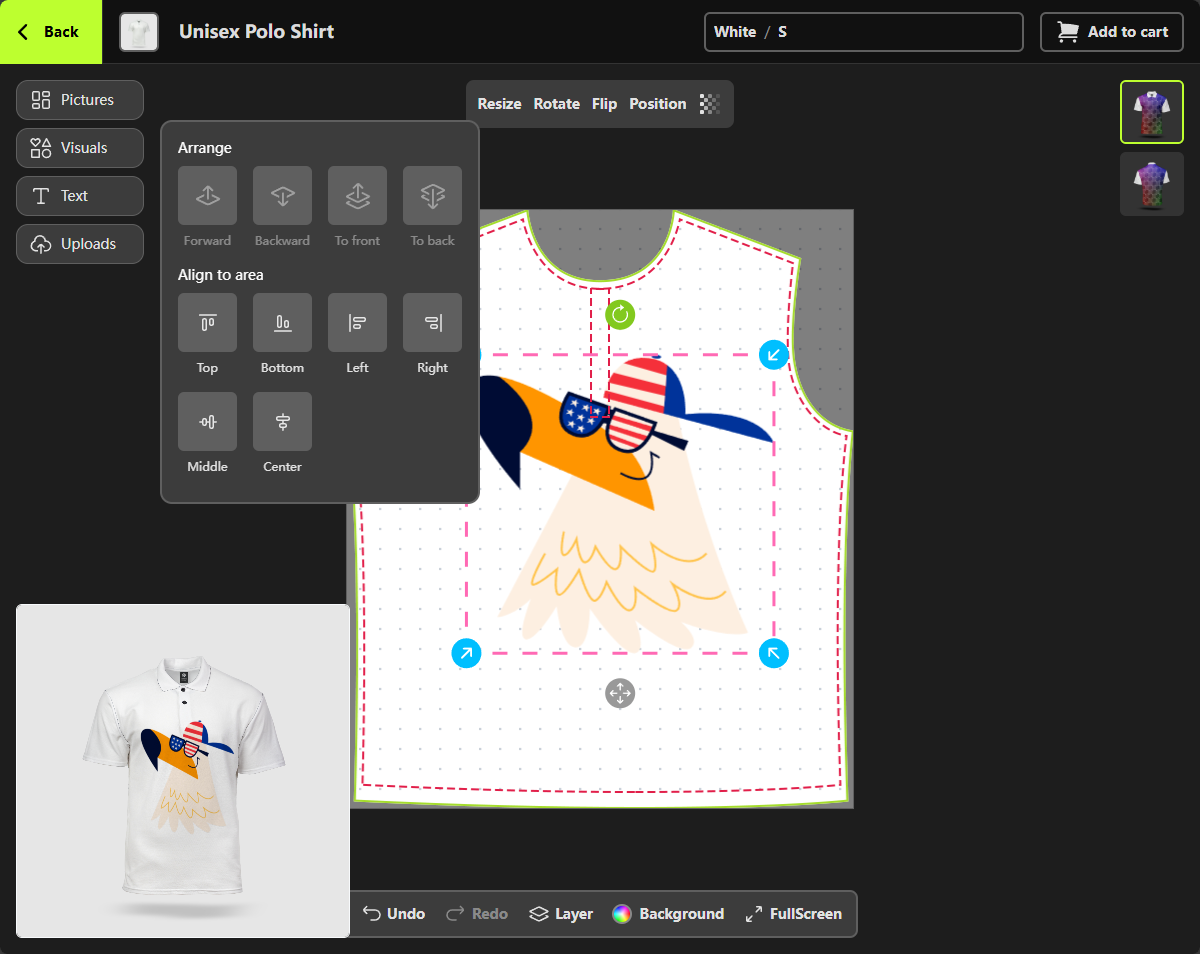 Back
Unisex Polo Shirt
White / S
Add to cart
Pictures
Visuals
Text
Uploads
Resize Rotate Flip Position
Arrange
Forward Backward To front To back
Align to area
Top Bottom Left Right
Middle Center
Undo Redo Layer Background FullScreen